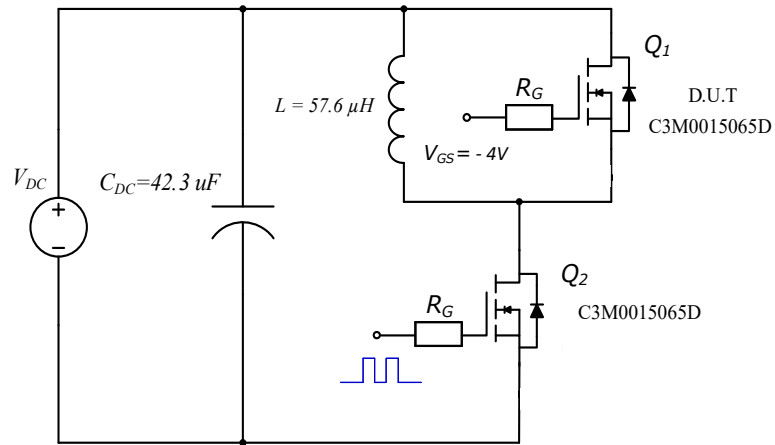 Q1
RG
D.U.T
C3M0015065D
L = 57.6 µH
VGS = - 4V
VDC
CDC=42.3 uF
Q2
RG
C3M0015065D